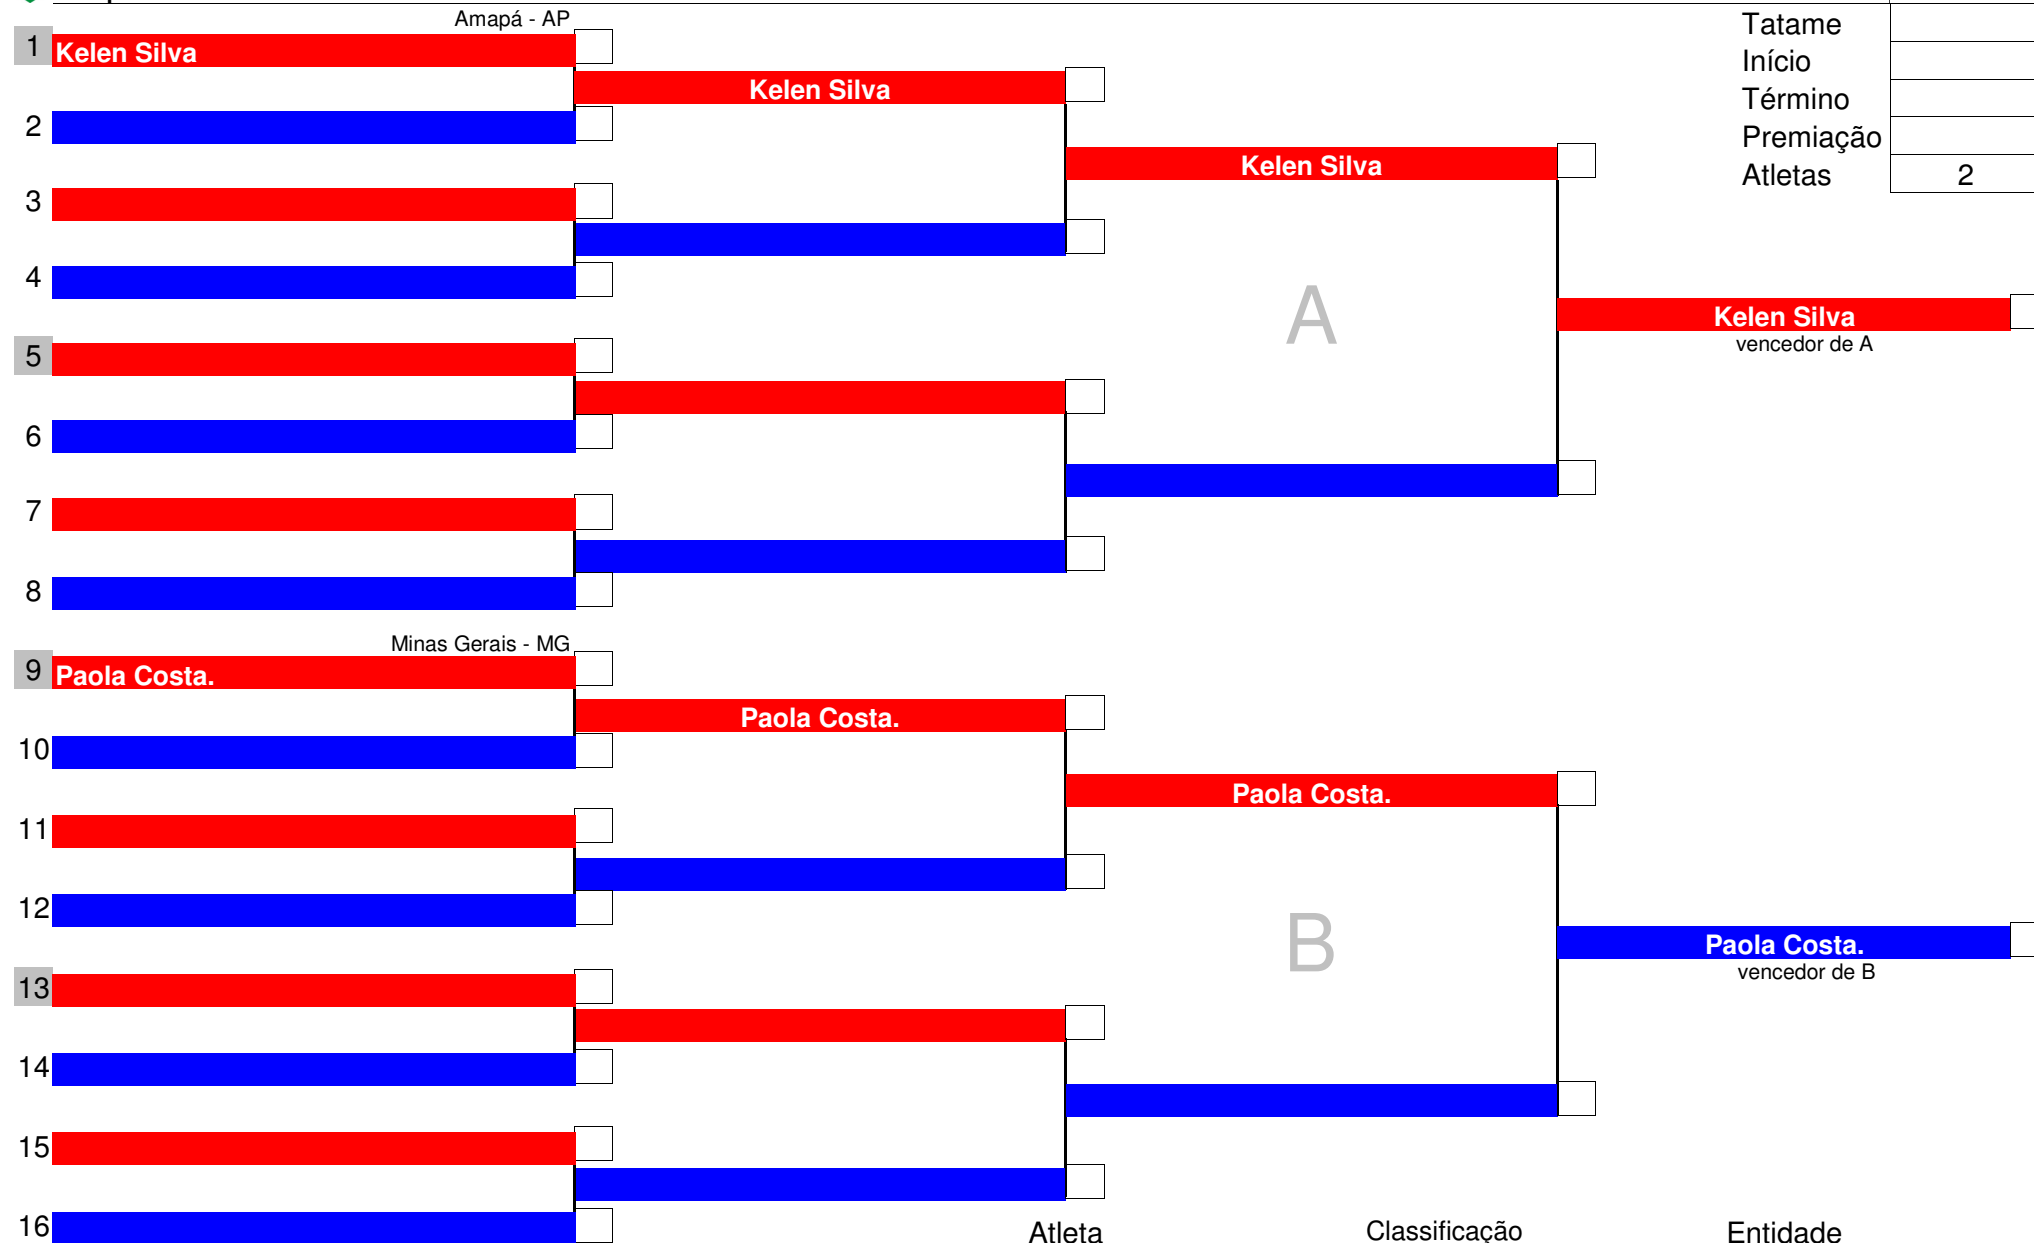 Amapá - AP
Tatame
1 Kelen Silva
Início
Kelen Silva
Término
2
Premiação
Kelen Silva
Atletas 2
3
4
A
Kelen Silva
vencedor de A
5
6
7
8
Minas Gerais - MG
9 Paola Costa.
Paola Costa.
10
Paola Costa.
11
12
B
Paola Costa.
vencedor de B
13
14
15
16
Atleta Classificação Entidade